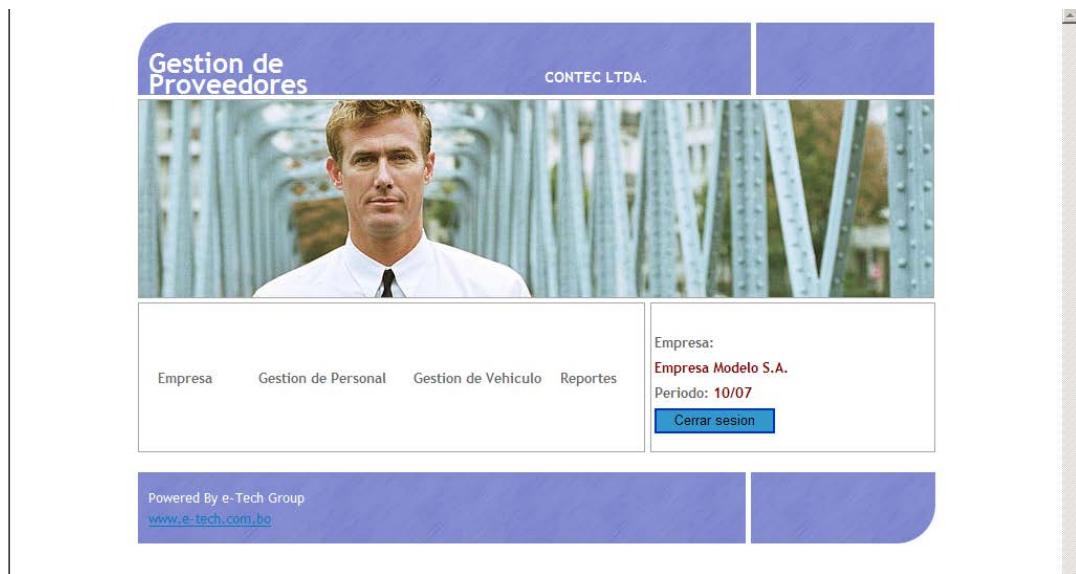 Gestion de
Proveedores
CONTEC LTDA.
Empresa
Gestion de Personal
Gestion de Vehiculo
Reportes
Empresa:
Empresa Modelo S.A.
Periodo: 10/07
Cerrar sesion
Powered By e-Tech Group
www.e-tech.com.bo